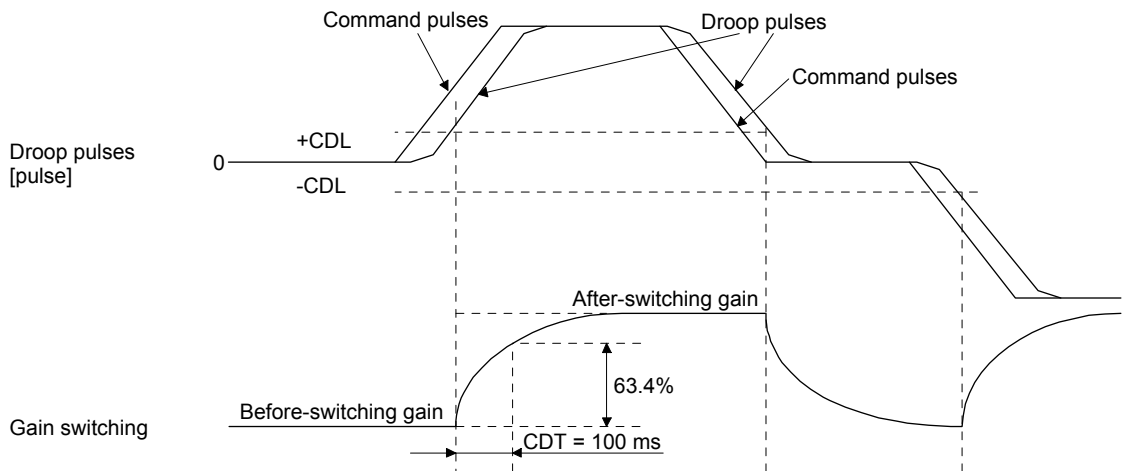 Command pulses
Droop pulses
Command pulses
+CDL
Droop pulses
[pulse]
0
-CDL
After-switching gain
63.4%
Before-switching gain
Gain switching
CDT = 100 ms